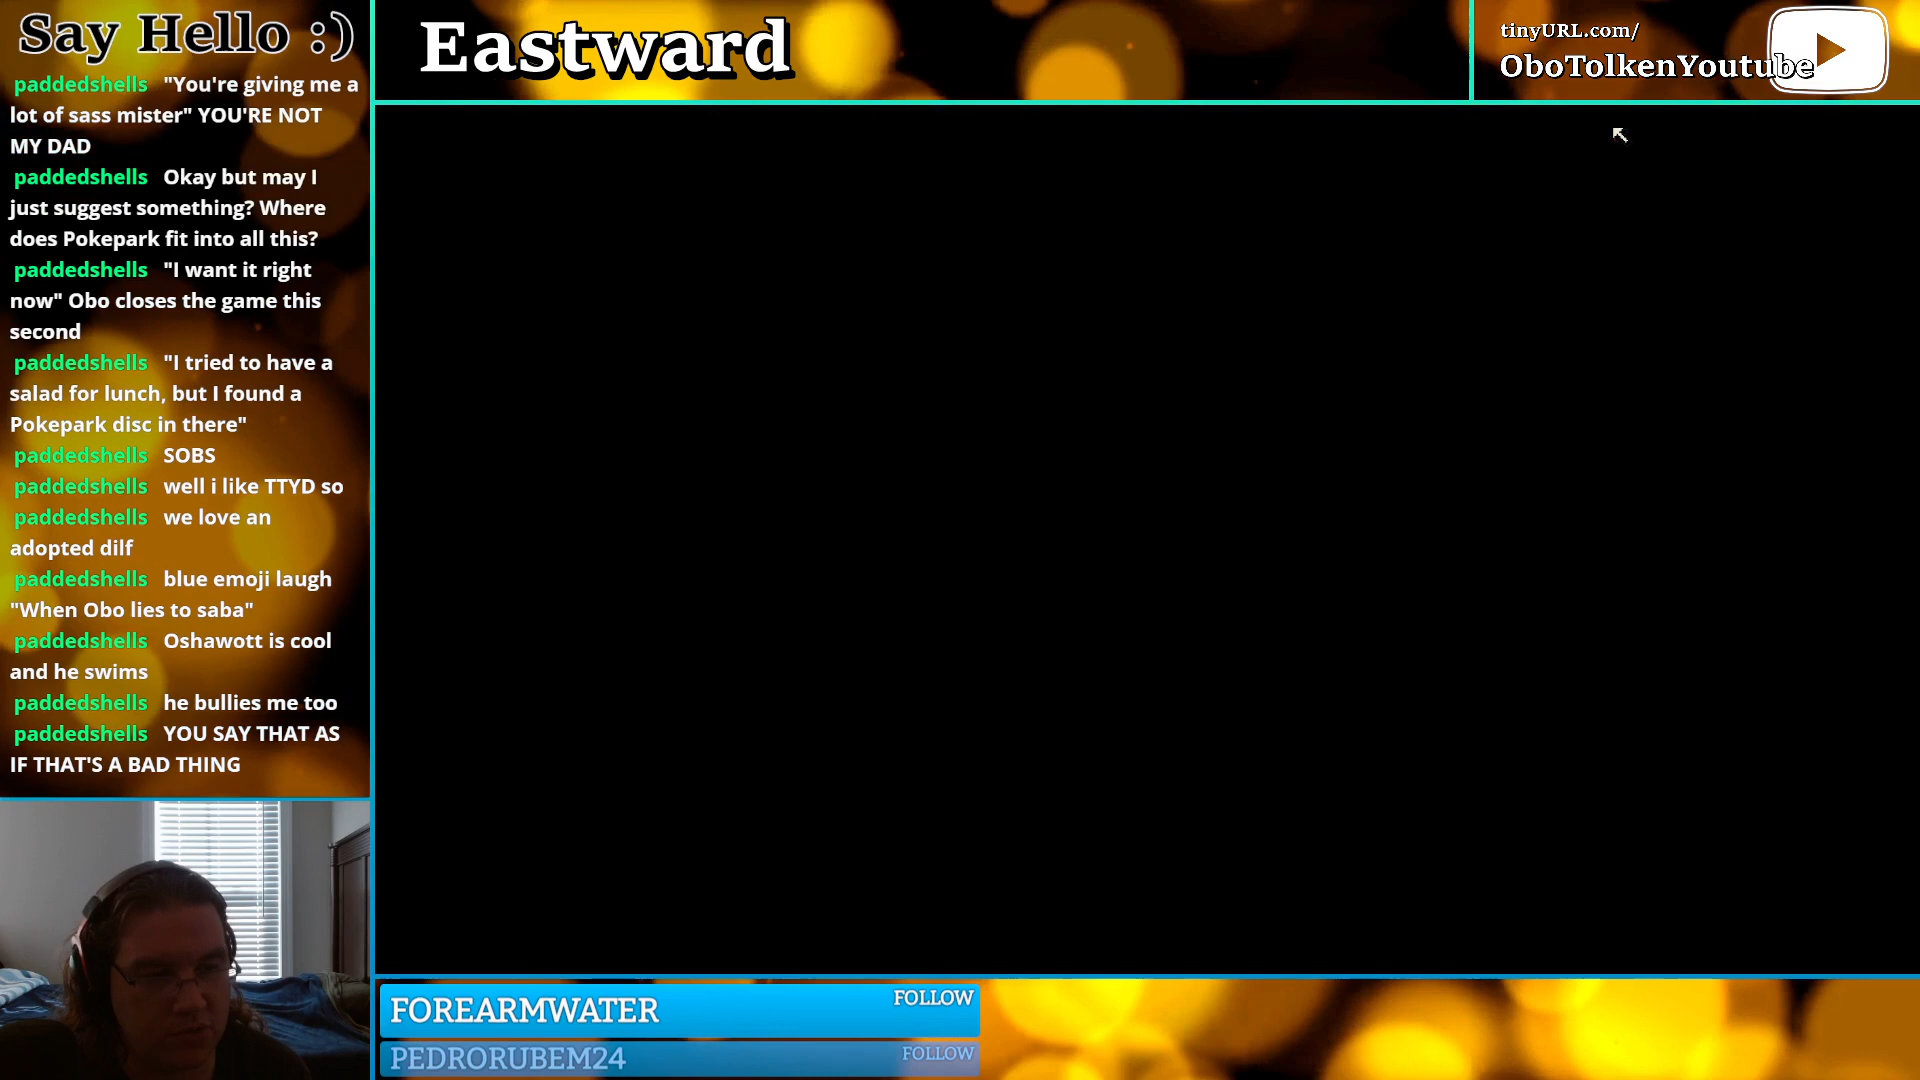 Say Hello :)
paddedshells "You're giving me a
lot of sass mister" YOU'RE NOT
MY DAD
paddedshells Okay but may I
just suggest something? Where
does Pokepark fit into all this?
paddedshells "I want it right
now" Obo closes the game this
second
paddedshells "I tried to have a
salad for lunch, but I found a
Pokepark disc in there"
paddedshells SOBS
paddedshells well i like TTYD so
paddedshells we love an
adopted dilf
paddedshells blue emoji laugh
"When Obo lies to saba"
paddedshells Oshawott is cool
and he swims
paddedshells he bullies me too
paddedshells YOU SAY THAT AS
IF THAT'S A BAD THING
Eastward
tinyURL.com/
OboTolkenYoutube
FOREARMWATER FOLLOW
PEDRORUBEM24 FOLLOW